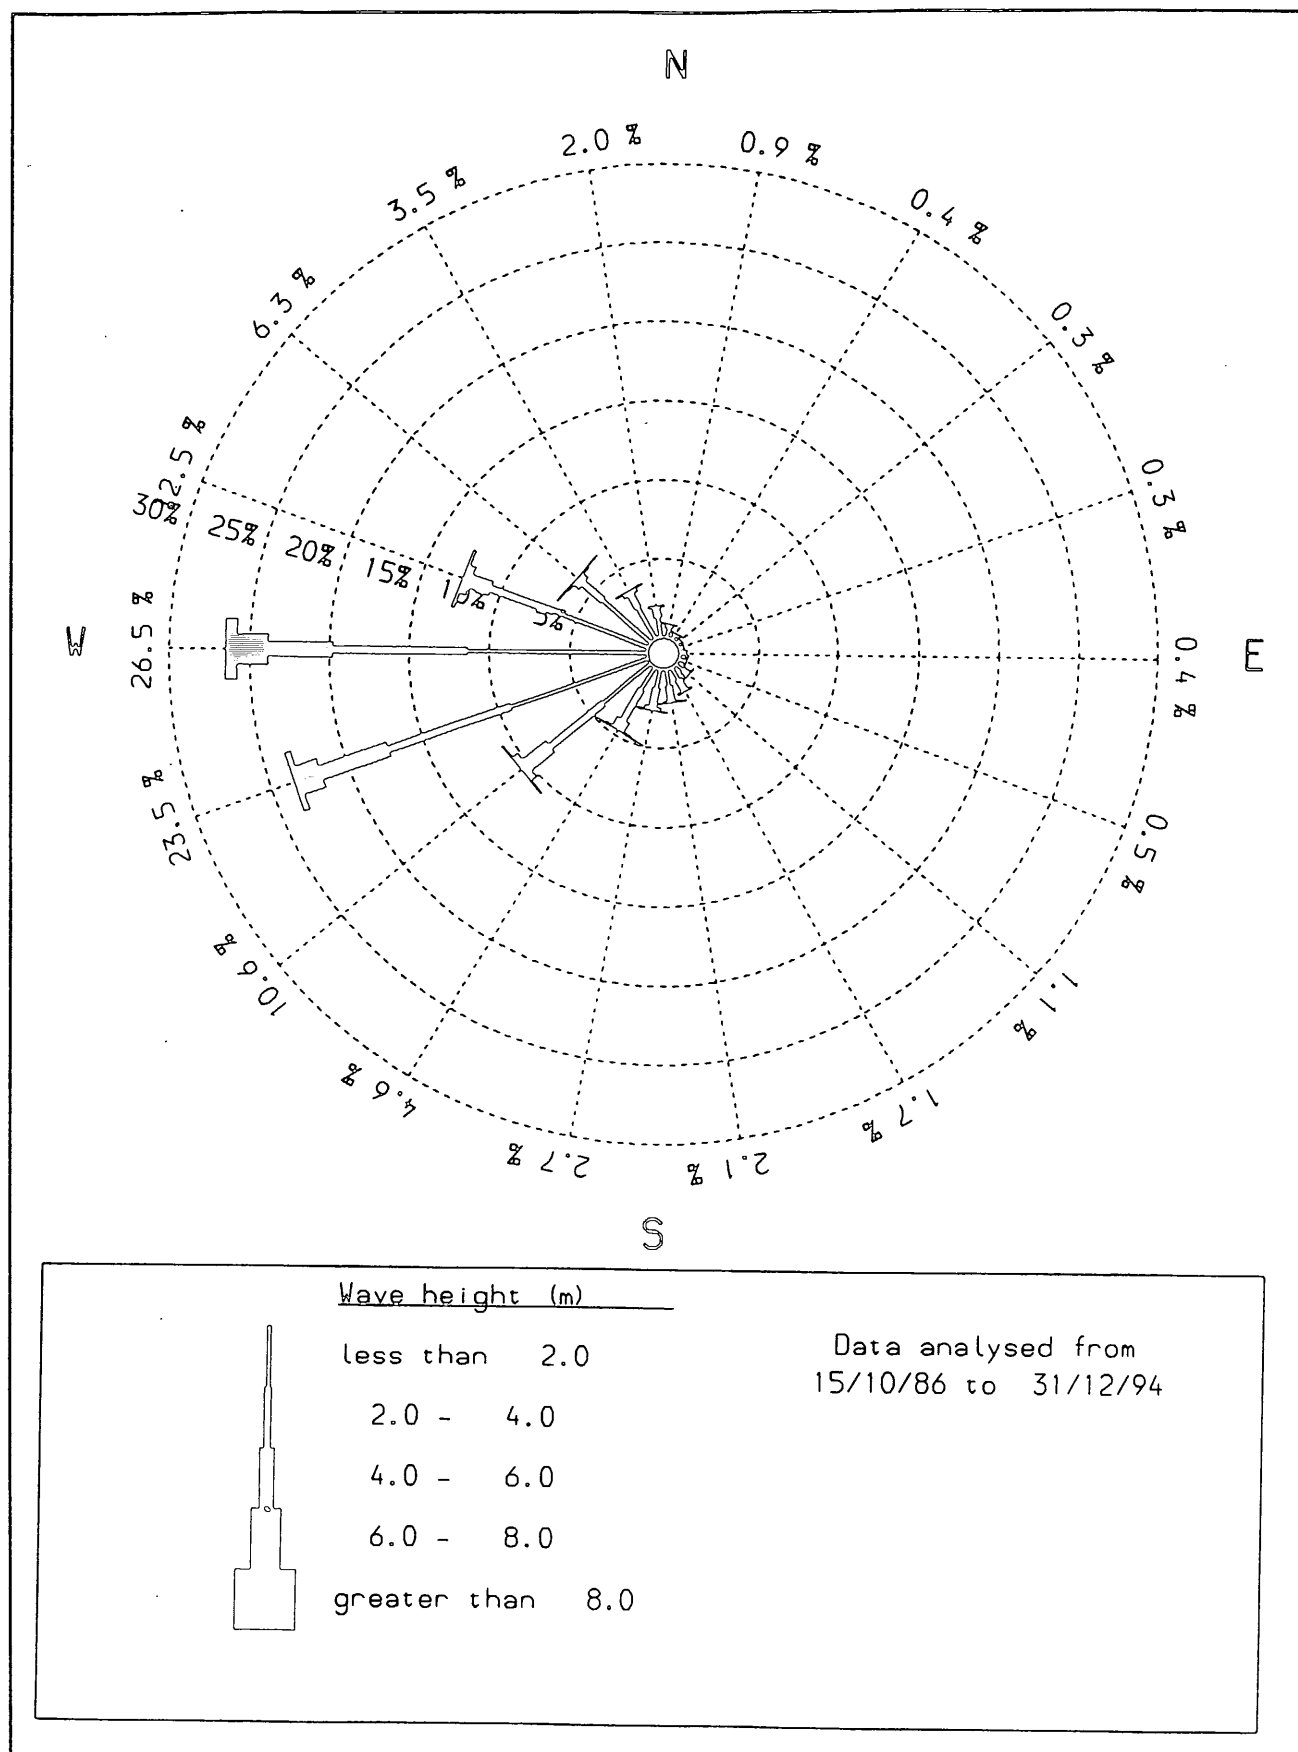 N
2.0 %
0.9 %
3.5 %
0.4 %
6.3 %
0.3 %
2.5 %
0.3 %
30%
25%
20%
15%
5%
W
26.5 %
0.4 %
E
23.5 %
0.5 %
10.6 %
1.1 %
4.6 %
1.7 %
2.7 %
2.1 %
S
Wave height (m)
less than 2.0
2.0 - 4.0
4.0 - 6.0
6.0 - 8.0
greater than 8.0
Data analysed from
15/10/86 to 31/12/94